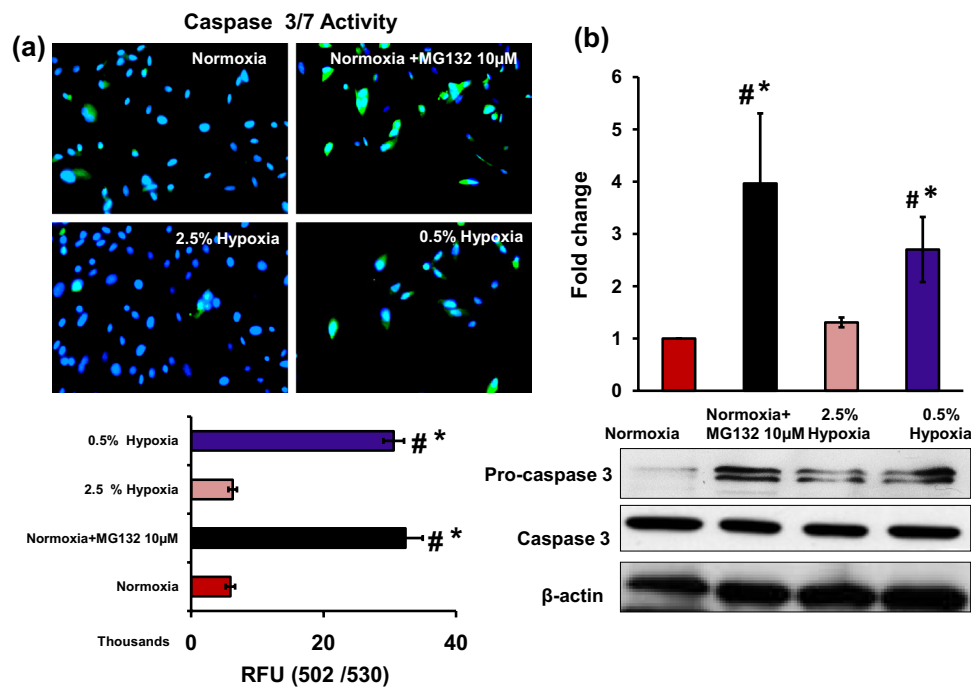 Caspase 3/7 Activity
(a)
Normoxia
Normoxia +MG132 10μM
2.5% Hypoxia
0.5% Hypoxia
0.5% Hypoxia
# *
2.5 % Hypoxia
Normoxia+MG132 10μM
# *
Normoxia
Thousands
0
20
40
RFU (502 /530)
(b)
6
5
4
3
2
1
0
Fold change
# *
# *
Normoxia
Normoxia+
MG132 10μM
2.5%
Hypoxia
0.5%
Hypoxia
Pro-caspase 3
Caspase 3
β-actin